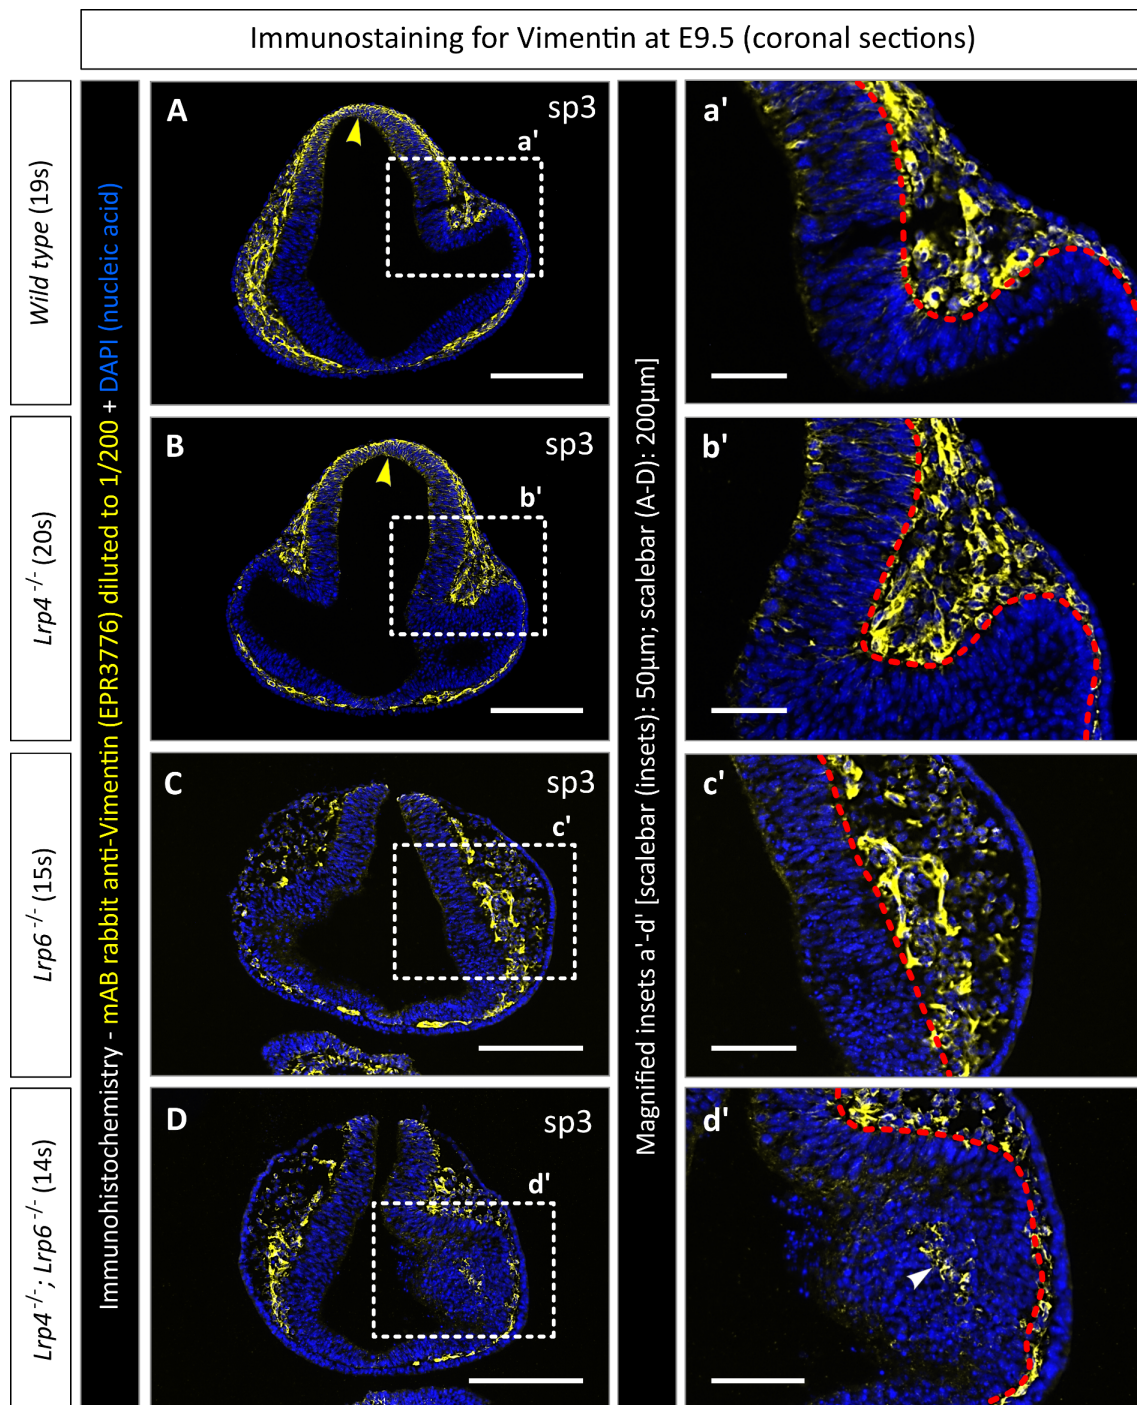 Immunostaining for Vimentin at E9.5 (coronal sections)
Wild type (19s)
Lrp4 -/- (20s)
Lrp6 -/- (15s)
Lrp4 -/-; Lrp6 -/- (14s)
Immunohistochemistry - mAB rabbit anti-Vimentin (EPR3776) diluted to 1/200 + DAPI (nucleic acid)
A
sp3
a'
B
sp3
b'
C
sp3
c'
D
sp3
d'
Magnified inset a'-d' [scalebar (insets): 50µm; scalebar (A-D): 200µm]
a'
b'
c'
d'